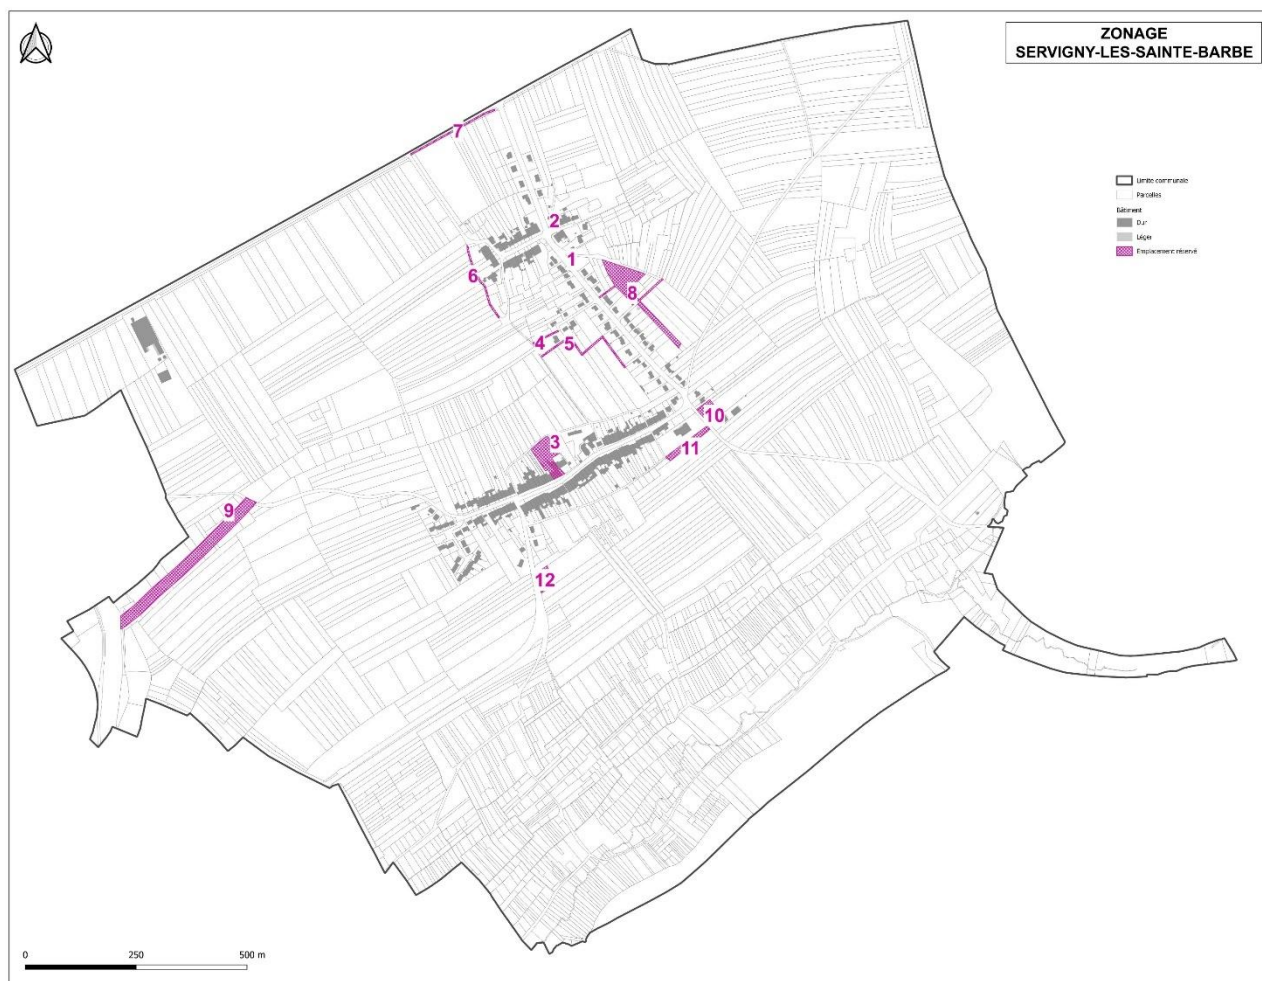 ZONAGE
SERVIGNY-LES-SAINTE-BARBE
7
Limite communale
Parcelles
Bâtiment
Dur
Léger
Emplacement réservé
2
1
6
8
4
5
10
3
11
9
12
0
250
500 m